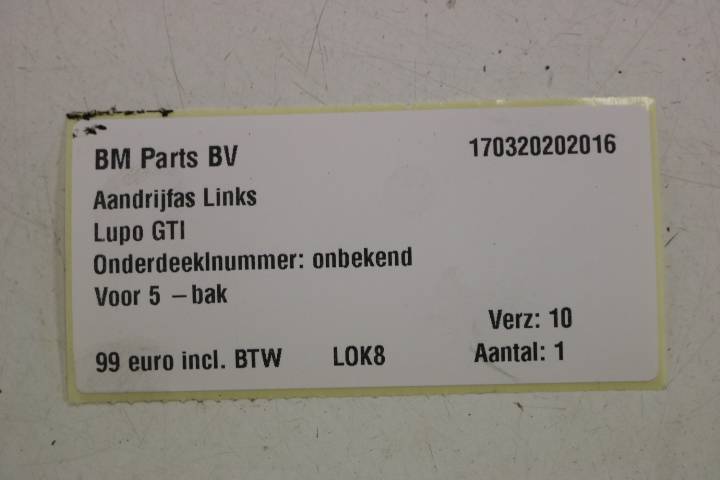 BM Parts BV 170320202016
Aandrijfas Links
Lupo GTI
Onderdeeklnummer: onbekend
Voor 5 -bak
Verz: 10
99 euro incl. BTW LOK8 Aantal: 1